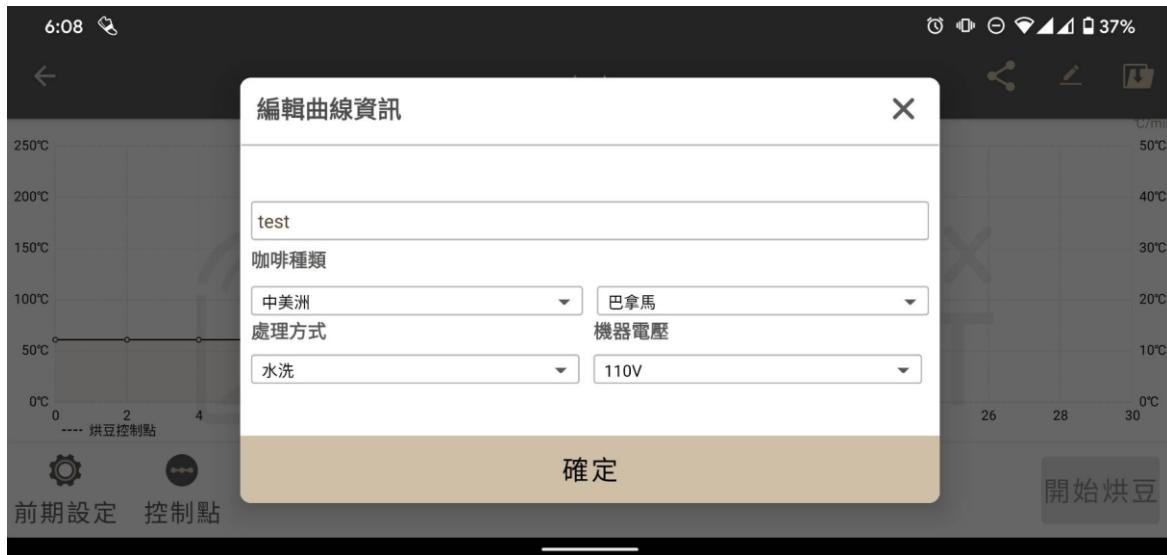 6:08 37%
編輯曲線資訊
℃/mi
250℃ 50℃
200℃ 40℃
test
150℃ 30℃
咖啡種類
100℃ 中美洲 巴拿馬 20℃
處理方式 機器電壓
50℃ 10℃
水洗 110V
0℃ 0℃
0 2 4 26 28 30
---- 烘豆控制點
確定
前期設定 控制點 開始烘豆